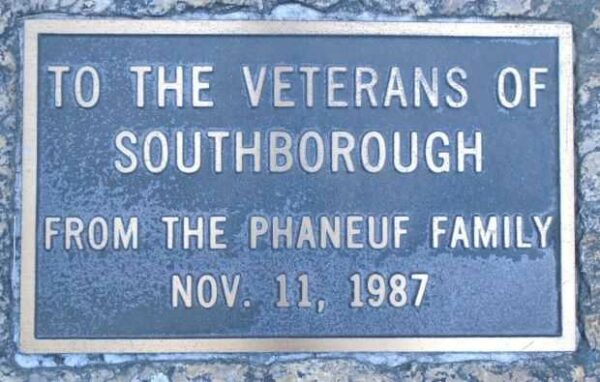 TO THE VETERANS OF
SOUTHBOROUGH
FROM THE PHANEUF FAMILY
NOV. 11, 1987